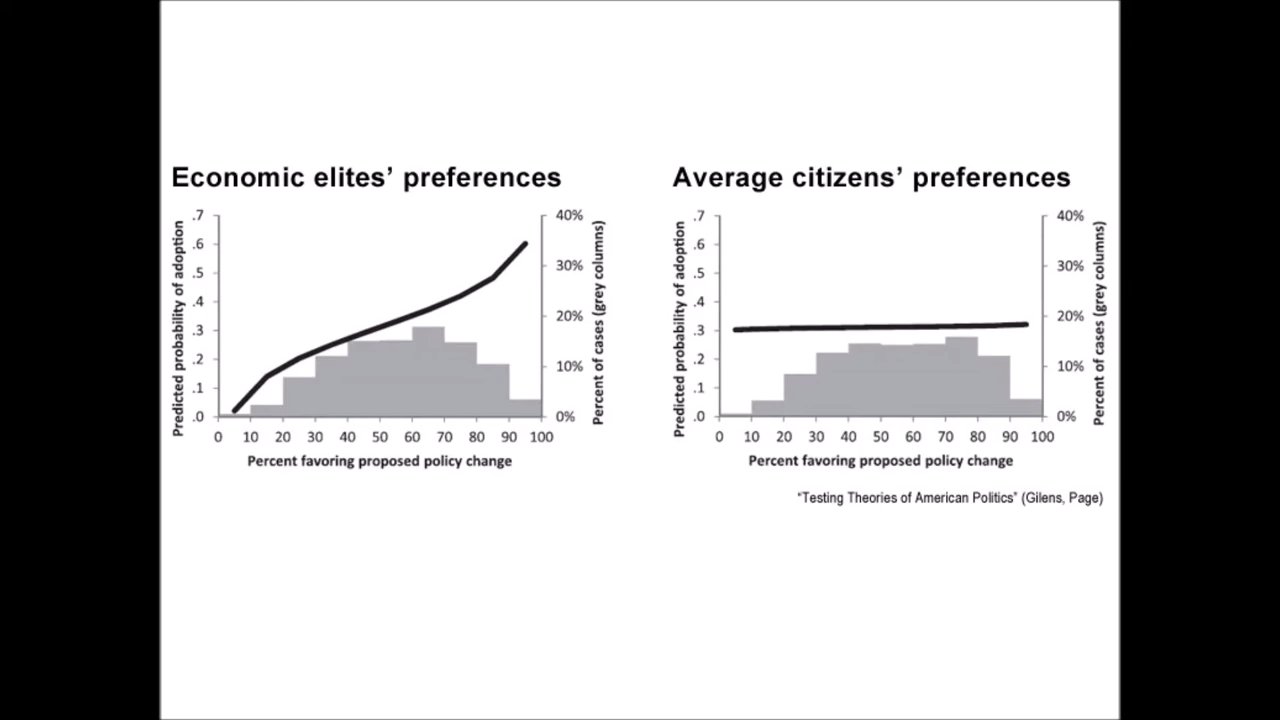 Economic elites’ preferences
Predicted probability of adoption
.7
.6
.5
.4
.3
.2
.1
.0
40%
30%
20%
10%
0%
Percent of cases (grey columns)
0 10 20 30 40 50 60 70 80 90 100
Percent favoring proposed policy change
Average citizens’ preferences
Predicted probability of adoption
.7
.6
.5
.4
.3
.2
.1
.0
40%
30%
20%
10%
0%
Percent of cases (grey columns)
0 10 20 30 40 50 60 70 80 90 100
Percent favoring proposed policy change
“Testing Theories of American Politics” (Gilens, Page)